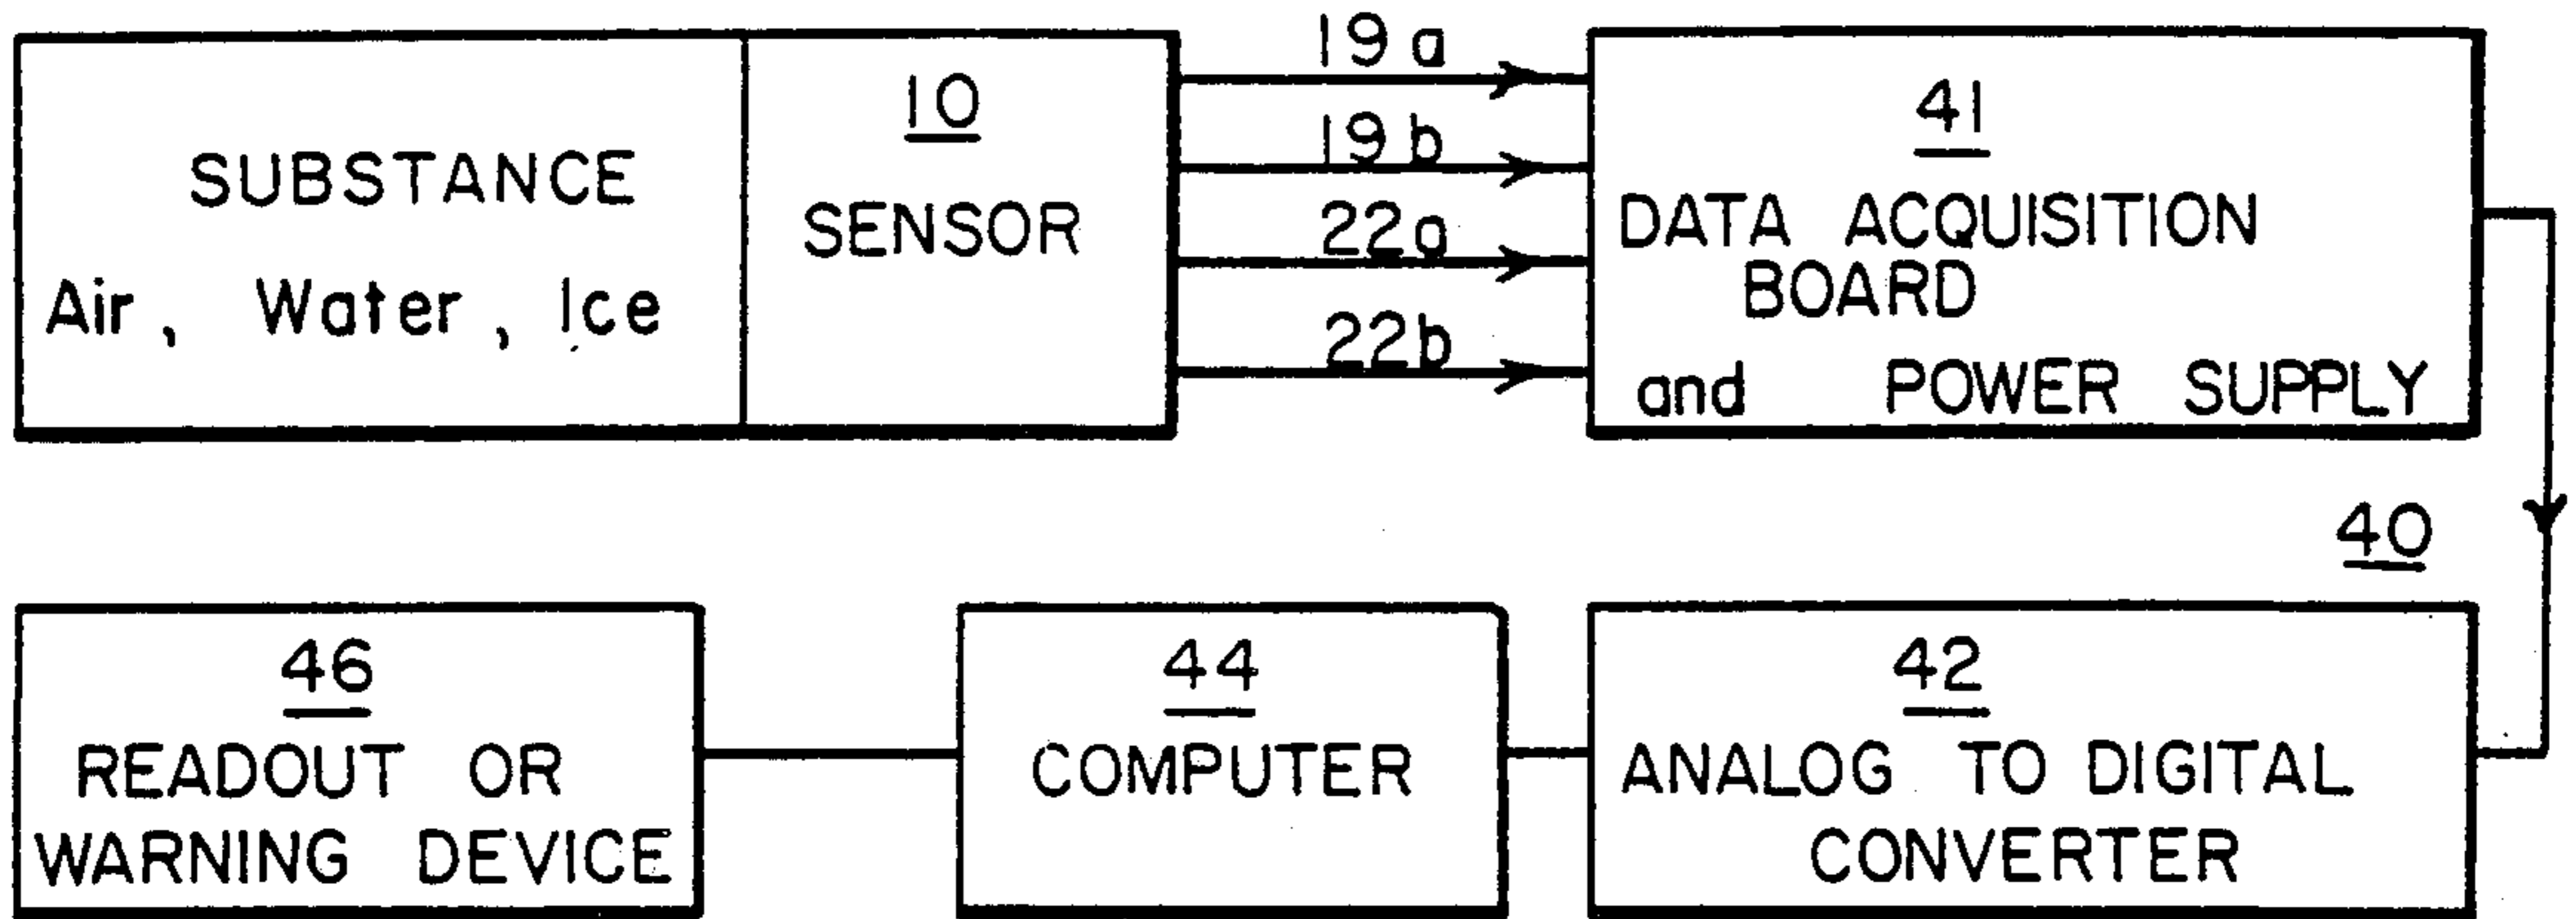 SUBSTANCE
Air, Water, Ice
10
SENSOR
19a
19b
22a
22b
41
DATA ACQUISITION
BOARD
and POWER SUPPLY
40
46
READOUT OR
WARNING DEVICE
44
COMPUTER
42
ANALOG TO DIGITAL
CONVERTER